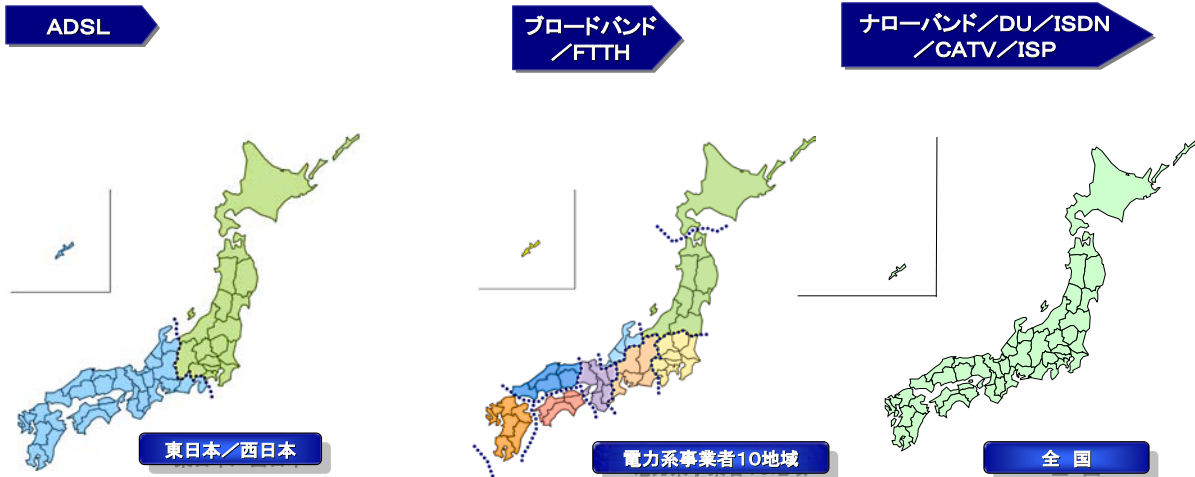 ADSL
ブロードバンド
／FTTH
ナローバンド／DU／ISDN
／CATV／ISP
東日本／西日本
電力系事業者10地域
全 国